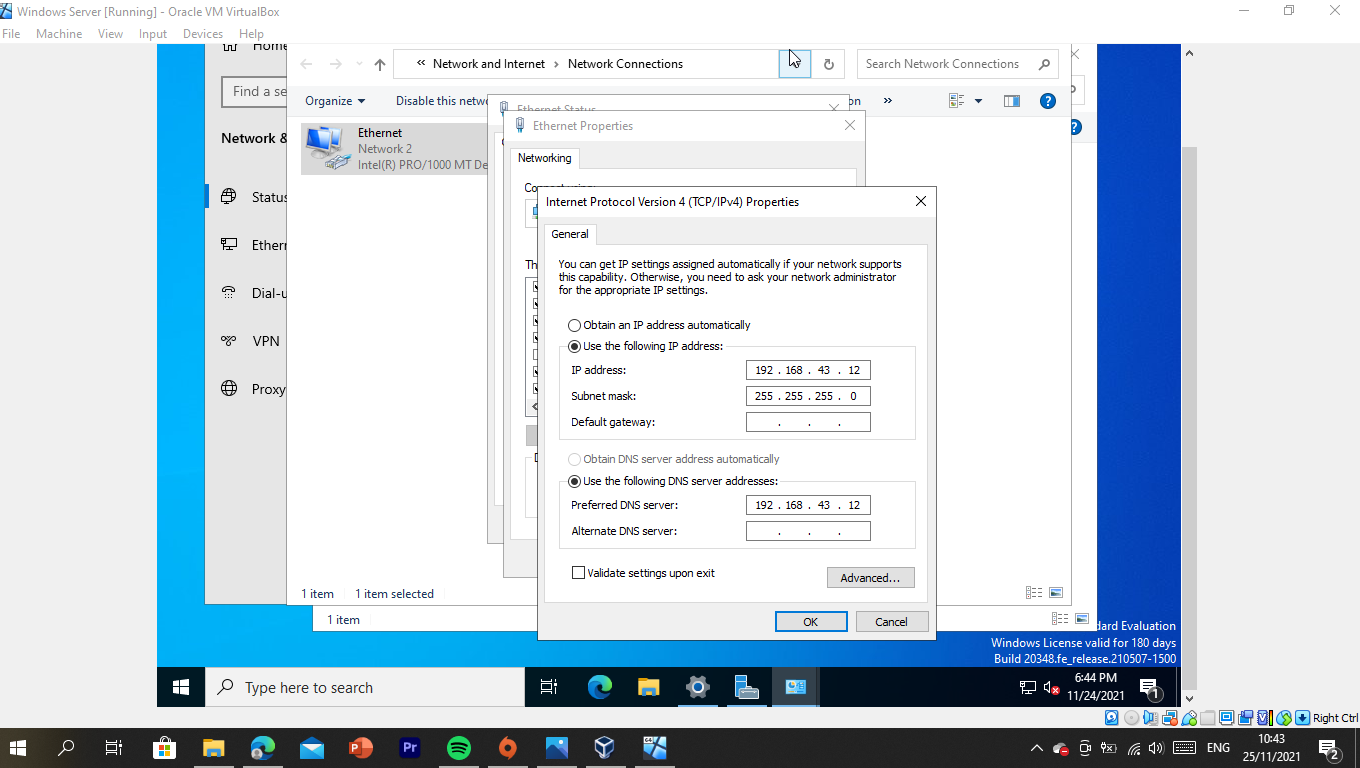 Windows Server [Running] - Oracle VM VirtualBox
File Machine View Input Devices Help
Home
« Network and Internet › Network Connections
Search Network Connections
Find a se
Organize
Disable this netwo
on »
Ethernet Status
Ethernet Properties
Network &
Ethernet
Network 2
Intel(R) PRO/1000 MT De
Networking
Connect using:
Status
Ethern
Dial-u
VPN
Proxy
Th
Internet Protocol Version 4 (TCP/IPv4) Properties
General
You can get IP settings assigned automatically if your network supports
this capability. Otherwise, you need to ask your network administrator
for the appropriate IP settings.
Obtain an IP address automatically
Use the following IP address:
IP address: 192 . 168 . 43 . 12
Subnet mask: 255 . 255 . 255 . 0
Default gateway: . . .
Obtain DNS server address automatically
Use the following DNS server addresses:
Preferred DNS server: 192 . 168 . 43 . 12
Alternate DNS server: . . .
Validate settings upon exit
Advanced...
OK
Cancel
1 item 1 item selected
1 item
dard Evaluation
Windows License valid for 180 days
Build 20348.fe_release.210507-1500
Type here to search
6:44 PM
11/24/2021
1
Right Ctrl
Pr
64
ENG
10:43
25/11/2021
2